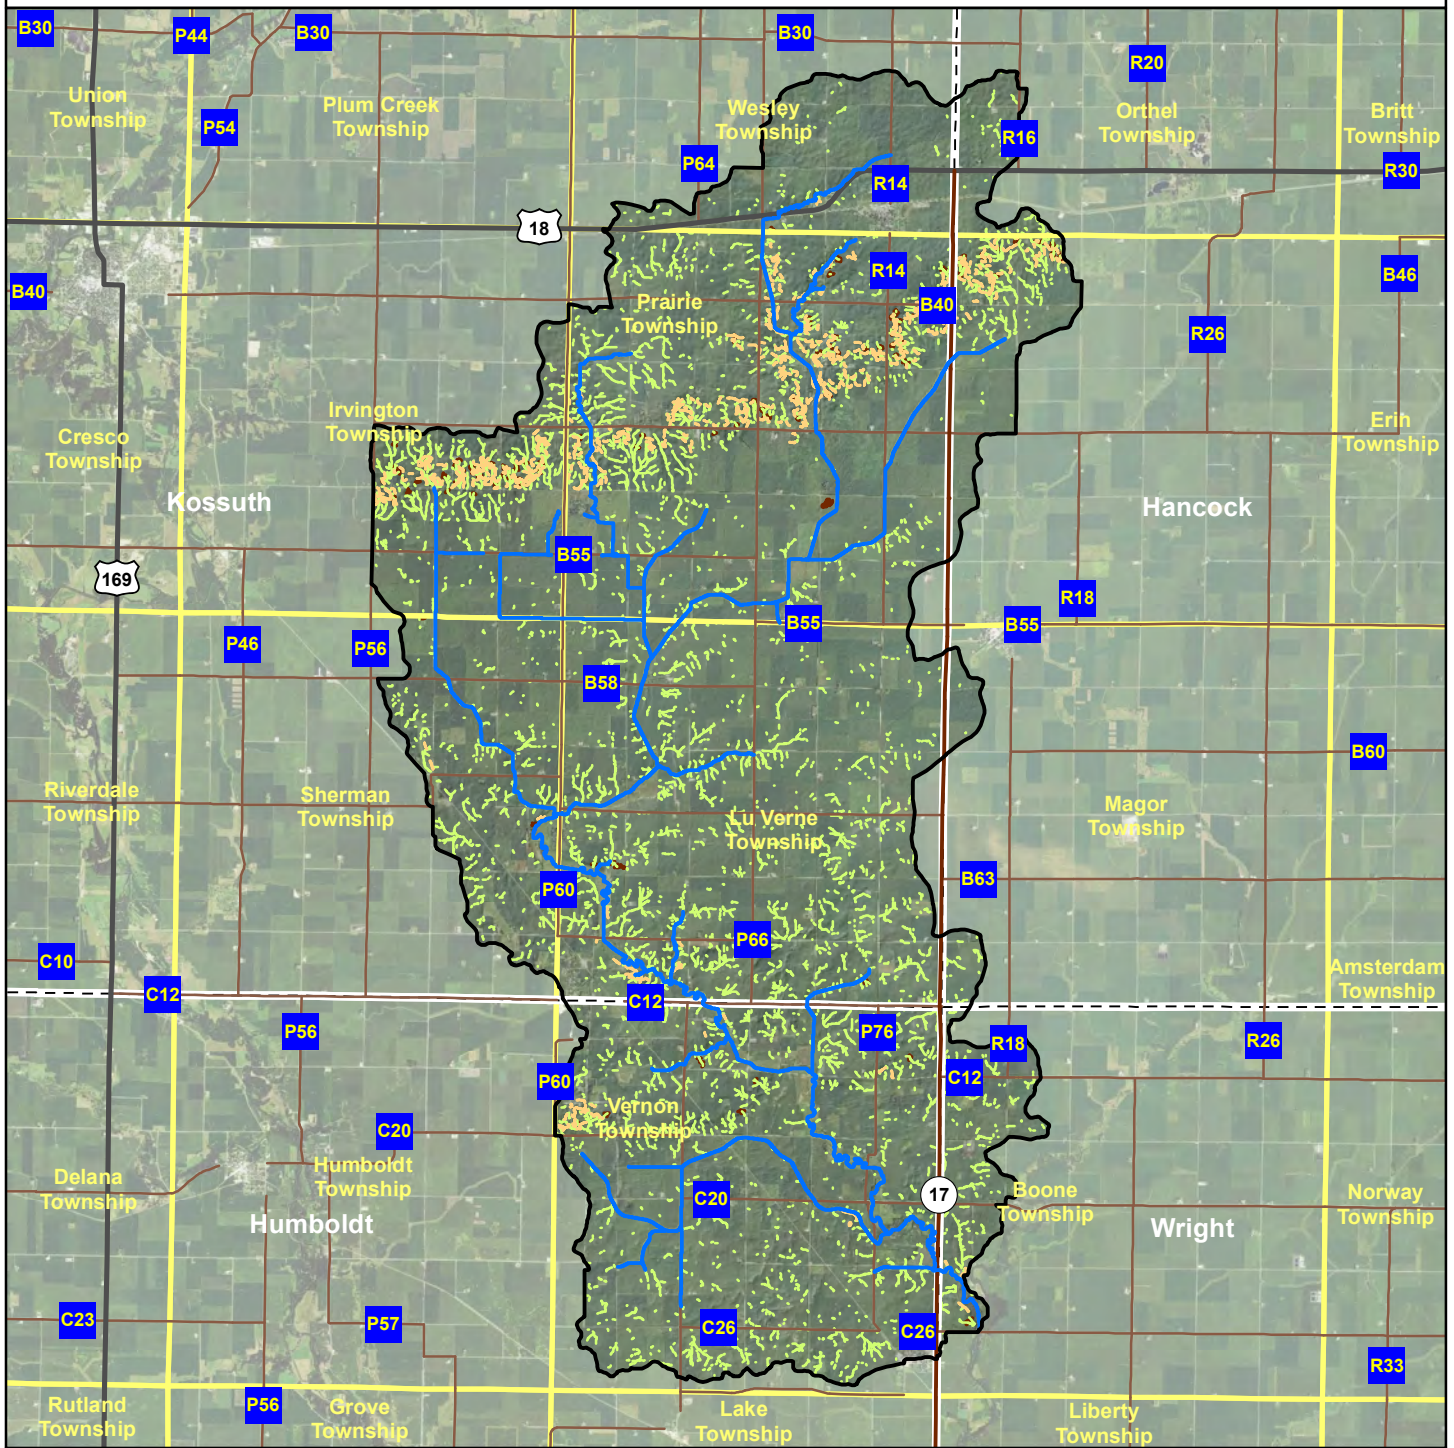 B30
P44
B30
B30
R20
Union
Township
P54
Plum Creek
Township
Wesley
Township
R16
Orthel
Township
Britt
Township
P64
R14
R30
18
B40
R14
B46
Prairie
Township
B40
R26
Irvington
Township
Cresco
Township
Erin
Township
Kossuth
Hancock
B55
169
R18
B55
B55
P46
P56
B58
B60
Riverdale
Township
Sherman
Township
Lu Verne
Township
Magor
Township
P60
B63
P66
C10
Amsterdam
Township
C12
C12
P56
P76
R18
R26
P60
C12
Vernon
Township
C20
Delana
Township
Humboldt
Township
C20
17
Boone
Township
Norway
Township
Humboldt
Wright
C23
P57
C26
C26
R33
Rutland
Township
P56
Grove
Township
Lake
Township
Liberty
Township